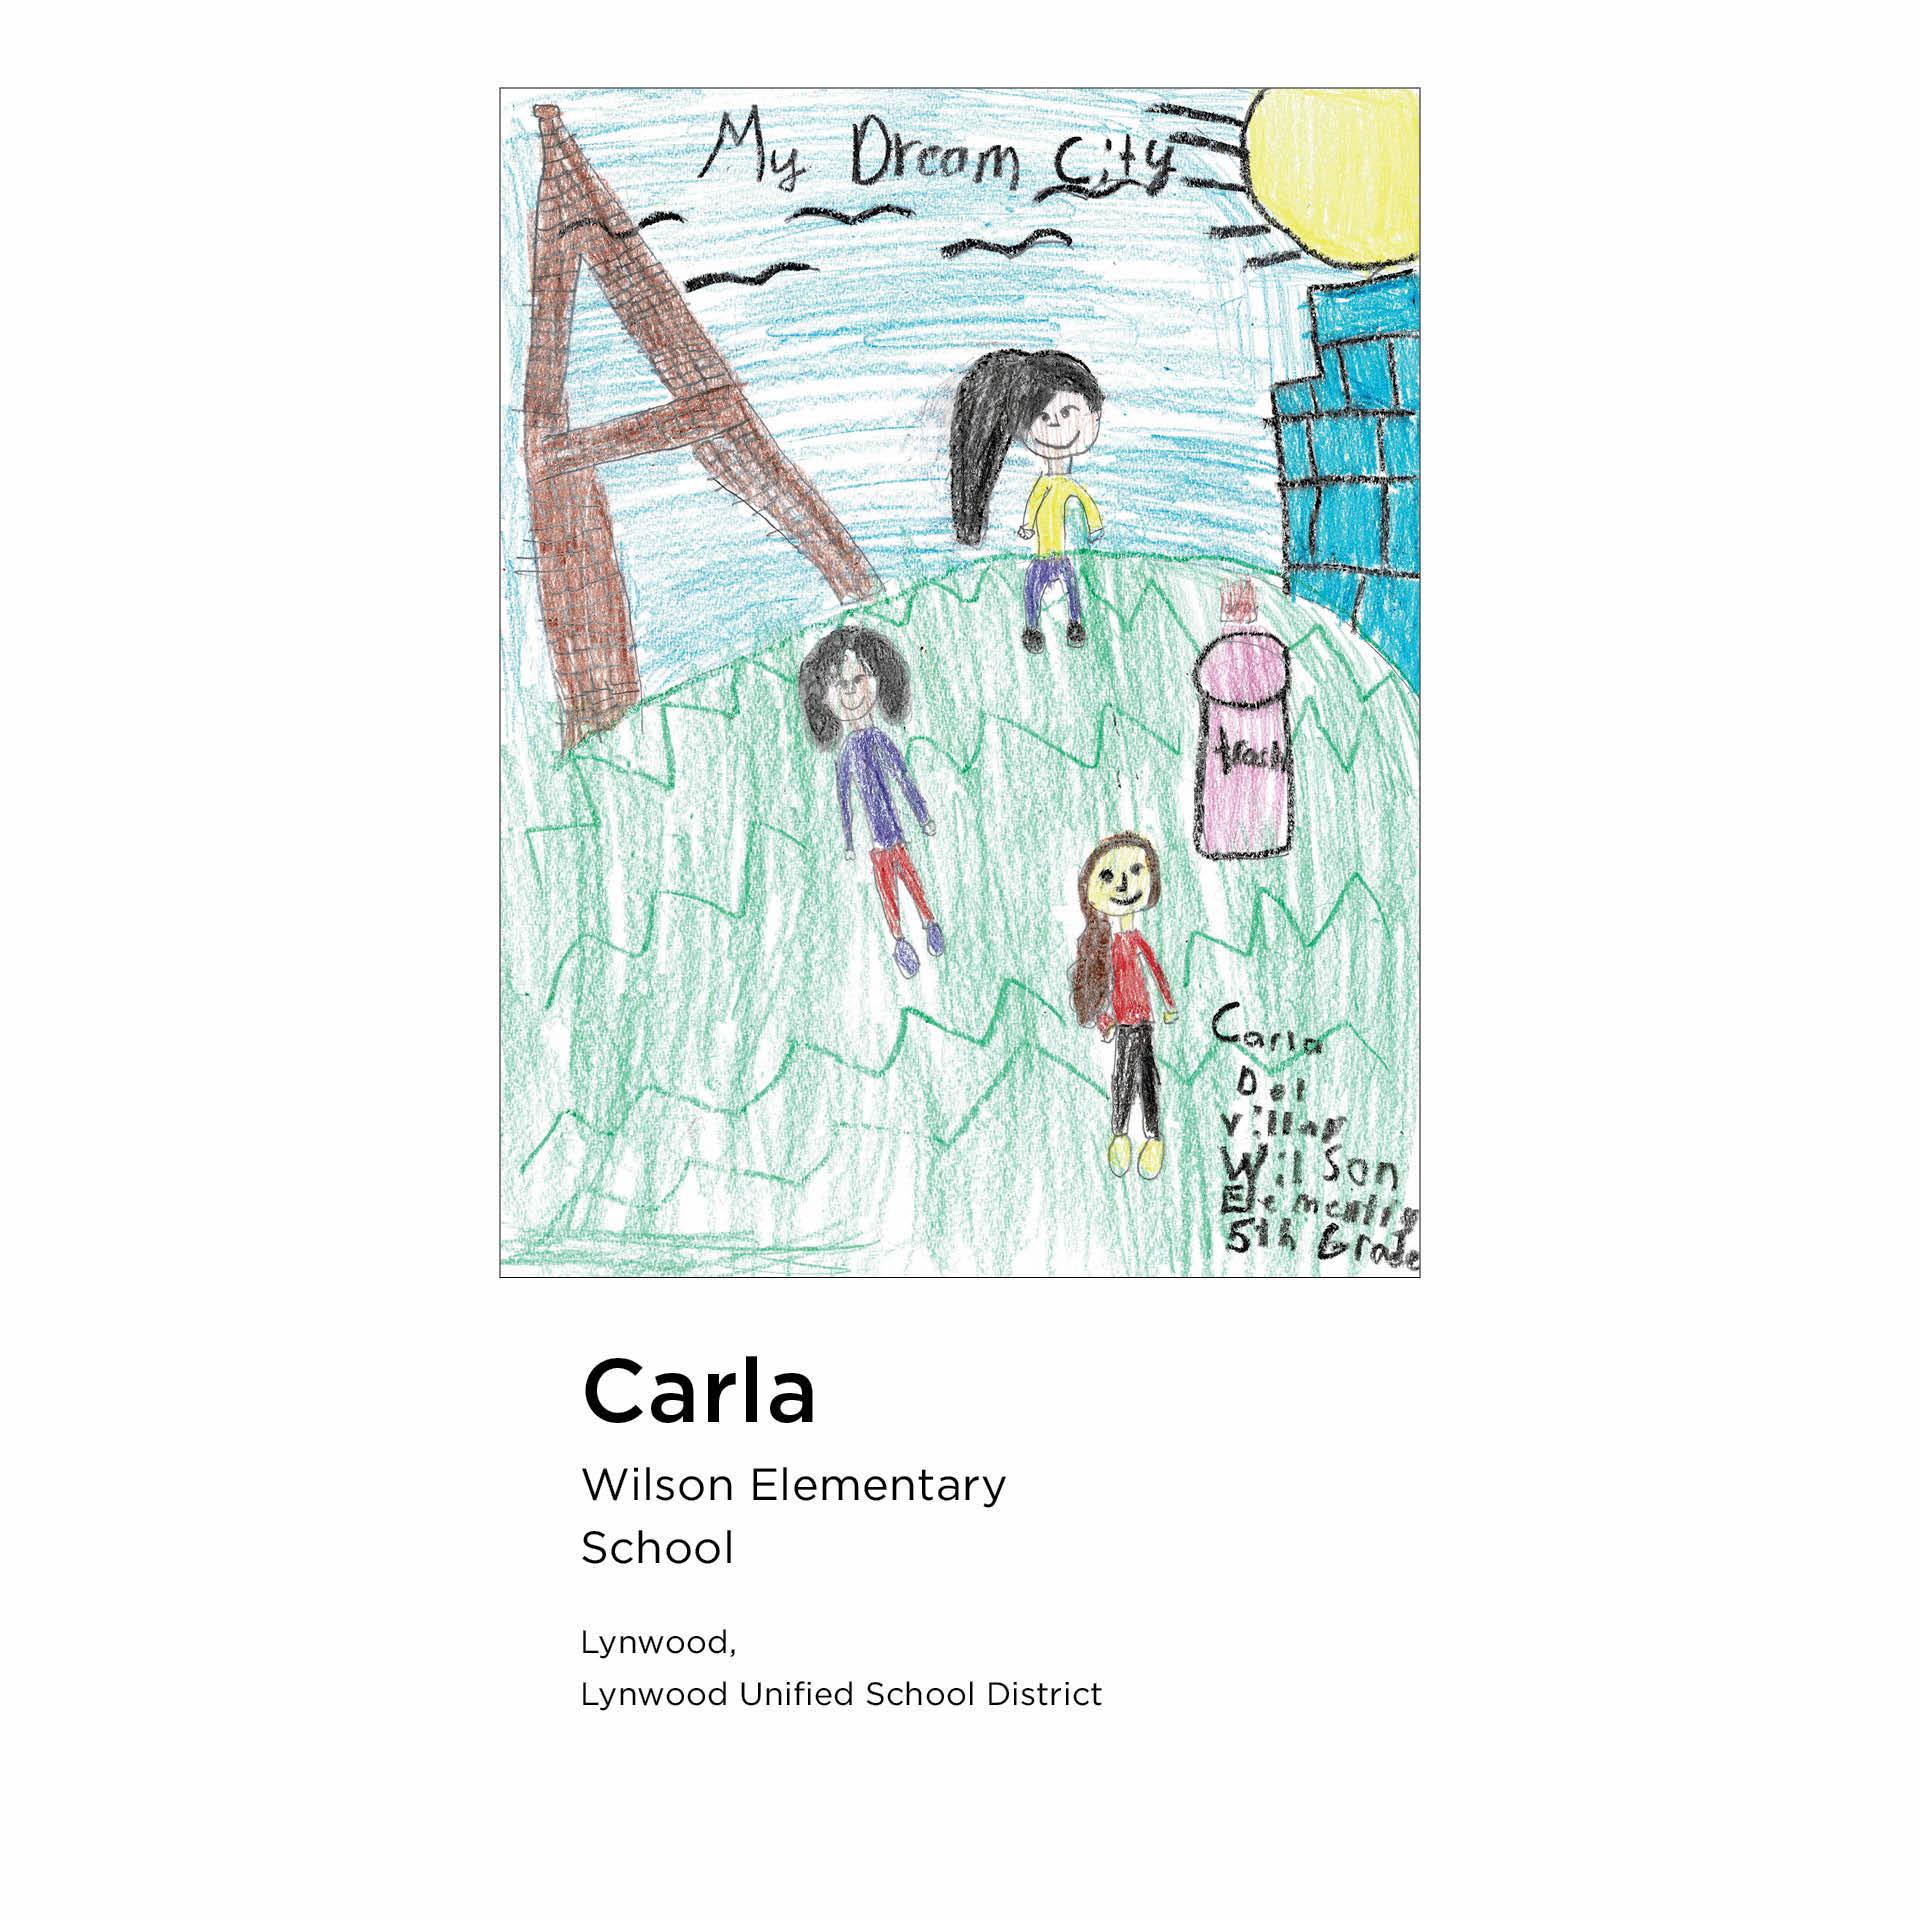 My Dream City
trash
Carla
Del
villar
Wilson
Elementry
5th Grade
Carla
Wilson Elementary
School
Lynwood,
Lynwood Unified School District